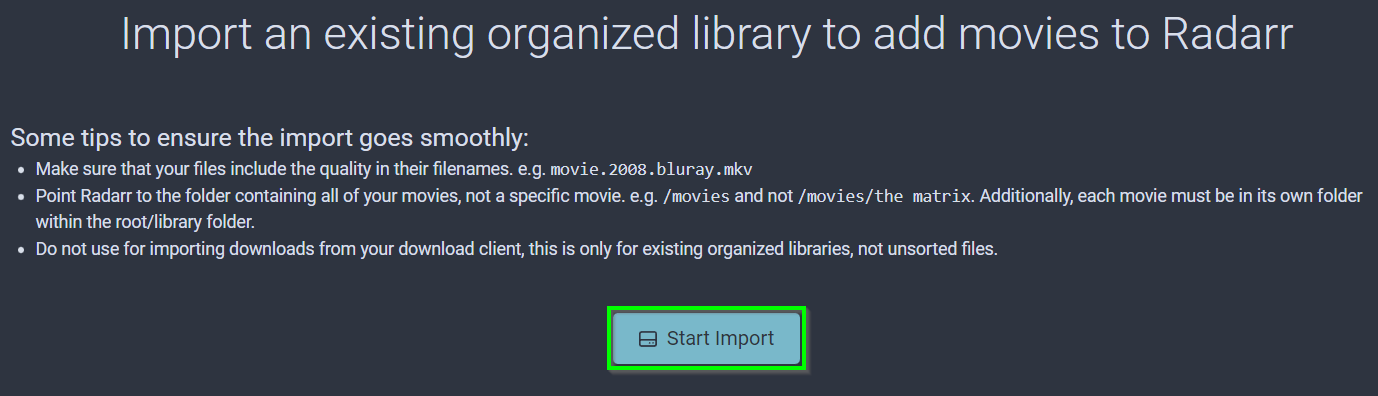 Import an existing organized library to add movies to Radarr
Some tips to ensure the import goes smoothly:
Make sure that your files include the quality in their filenames. e.g. movie.2008.bluray.mkv
Point Radarr to the folder containing all of your movies, not a specific movie. e.g. /movies and not /movies/the matrix. Additionally, each movie must be in its own folder
within the root/library folder.
Do not use for importing downloads from your download client, this is only for existing organized libraries, not unsorted files.
Start Import